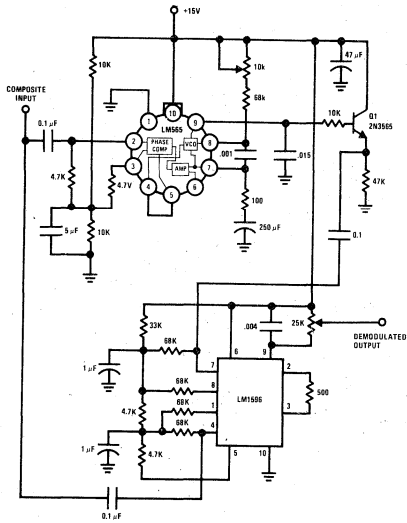 +15V
47 µF
10K
10k
COMPOSITE
INPUT
68k
0.1 µF
1
10
9
LM565
10K
Q1
2N3565
2
PHASE
COMP
VCO
8
.001
.015
3
AMP
7
4
5
6
4.7K
4.7V
100
47K
5 µF
10K
250 µF
0.1
33K
.004
25K
DEMODULATED
OUTPUT
68K
6
9
1 µF
7
2
68K
8
LM1596
500
4.7K
68K
1
3
68K
4
1 µF
4.7K
5
10
0.1 µF